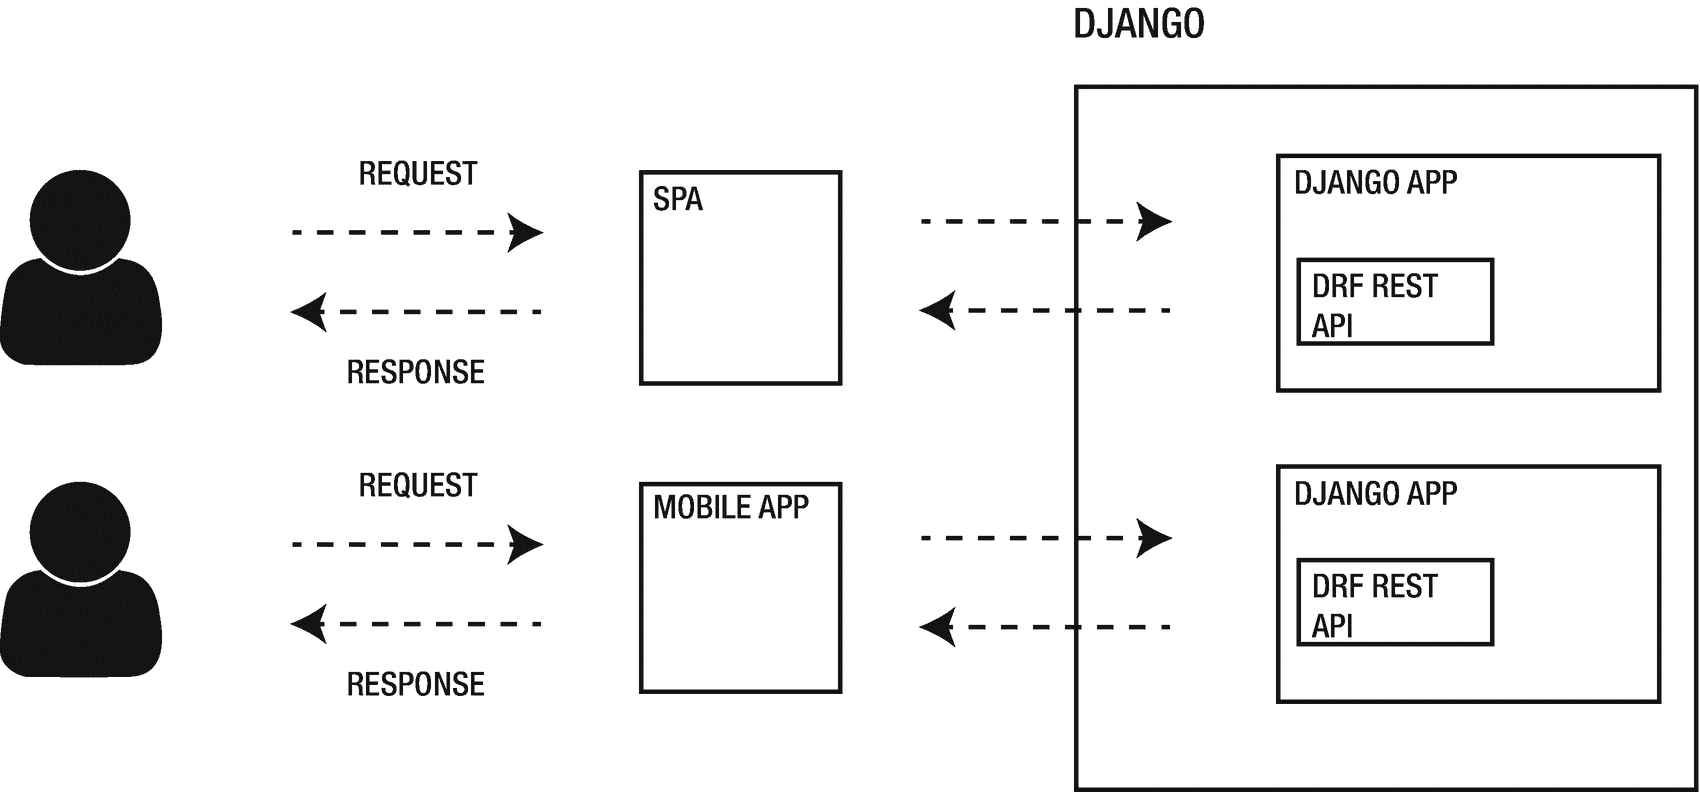 DJANGO
REQUEST
SPA
RESPONSE
DJANGO APP
DRF REST
API
REQUEST
MOBILE APP
RESPONSE
DJANGO APP
DRF REST
API